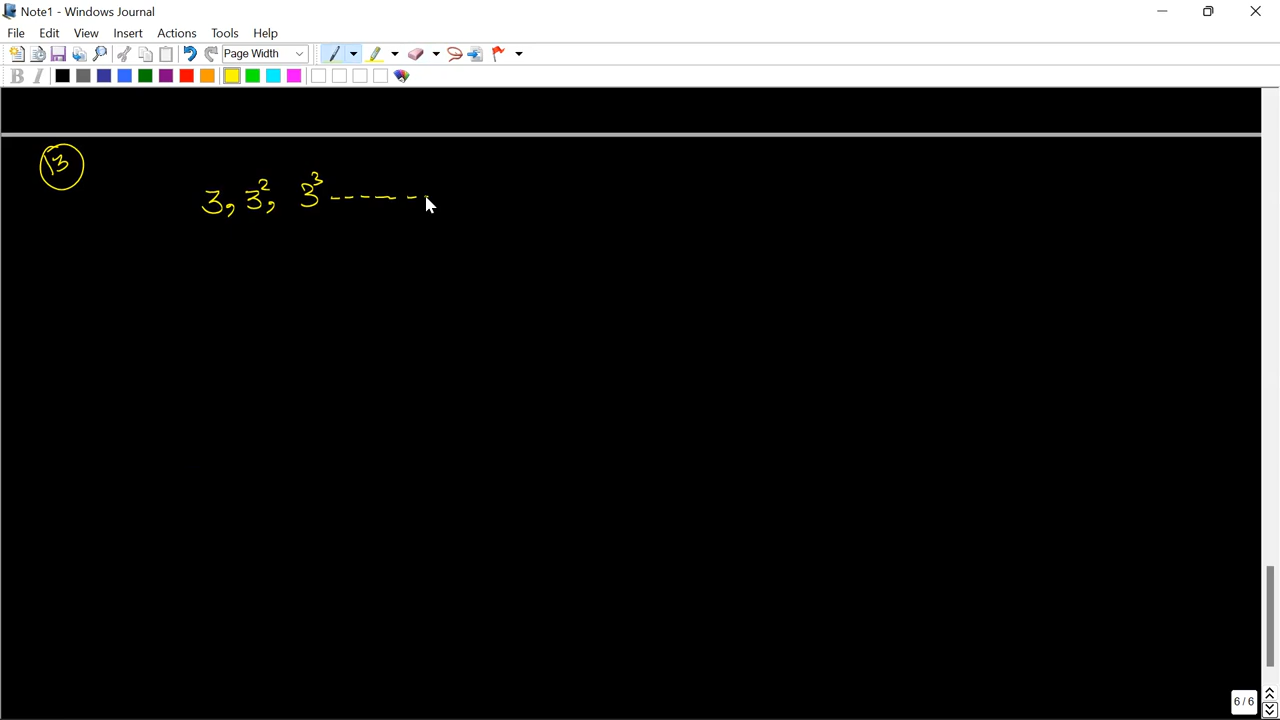 Note1 - Windows Journal
File Edit View Insert Actions Tools Help
Page Width
B I
13
3, 3², 3³ -------
6 / 6